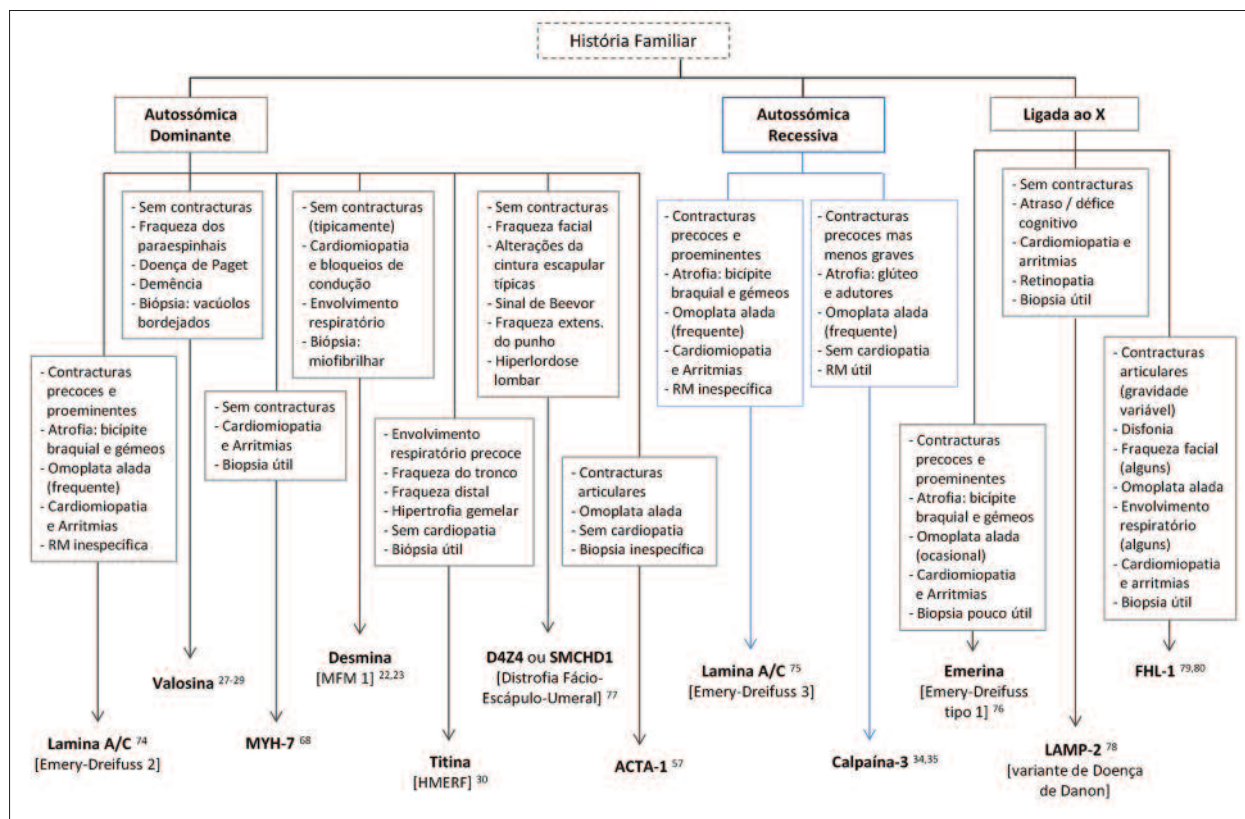 História Familiar
Autossómica
Dominante
Autossómica
Recessiva
Ligada ao X
- Contracturas
precoces e
proeminentes
- Atrofia: bicípite
braquial e gémeos
- Omoplata alada
(frequente)
- Cardiomiopatia
e Arritmias
- RM inespecífica
Lamina A/C 74
[Emery-Dreifuss 2]
- Sem contracturas
- Fraqueza dos
paraespinhais
- Doença de Paget
- Demência
- Biópsia: vacúolos
bordejados
Valosina 27-29
- Sem contracturas
- Cardiomiopatia
e Arritmias
- Biopsia útil
MYH-7 68
- Sem contracturas
(tipicamente)
- Cardiomiopatia
e bloqueios de
condução
- Envolvimento
respiratório
- Biópsia:
miofibrilhar
Desmina
[MFM 1] 22,23
- Envolvimento
respiratório precoce
- Fraqueza do tronco
- Fraqueza distal
- Hipertrofia gemelar
- Sem cardiopatia
- Biópsia útil
Titina
[HMERF] 30
- Sem contracturas
- Fraqueza facial
- Alterações da
cintura escapular
típicas
- Sinal de Beevor
- Fraqueza extens.
do punho
- Hiperlordose
lombar
D4Z4 ou SMCHD1
[Distrofia Fácio-
Escápulo-Umeral] 77
- Contracturas
articulares
- Omoplata alada
- Sem cardiopatia
- Biopsia inespecífica
ACTA-1 57
- Contracturas
precoces e
proeminentes
- Atrofia: bicípite
braquial e gémeos
- Omoplata alada
(frequente)
- Cardiomiopatia
e Arritmias
- RM inespecífica
Lamina A/C 75
[Emery-Dreifuss 3]
- Contracturas
precoces mas
menos graves
- Atrofia: glúteo
e adutores
- Omoplata alada
(frequente)
- Sem cardiopatia
- RM útil
Calpaína-3 34,35
- Contracturas
precoces e
proeminentes
- Atrofia: bicipite
braquial e gémeos
- Omoplata alada
(ocasional)
- Cardiomiopatia
e Arritmias
- Biopsia pouco útil
Emerina
[Emery-Dreifuss
tipo 1] 76
- Sem contracturas
- Atraso / défice
cognitivo
- Cardiomiopatia e
arritmias
- Retinopatia
- Biopsia útil
LAMP-2 78
[variante de Doença
de Danon]
- Contracturas
articulares
(gravidade
variável)
- Disfonia
- Fraqueza facial
(alguns)
- Omoplata alada
- Envolvimento
respiratório
(alguns)
- Cardiomiopatia
e arritmias
- Biopsia útil
FHL-1 79,80